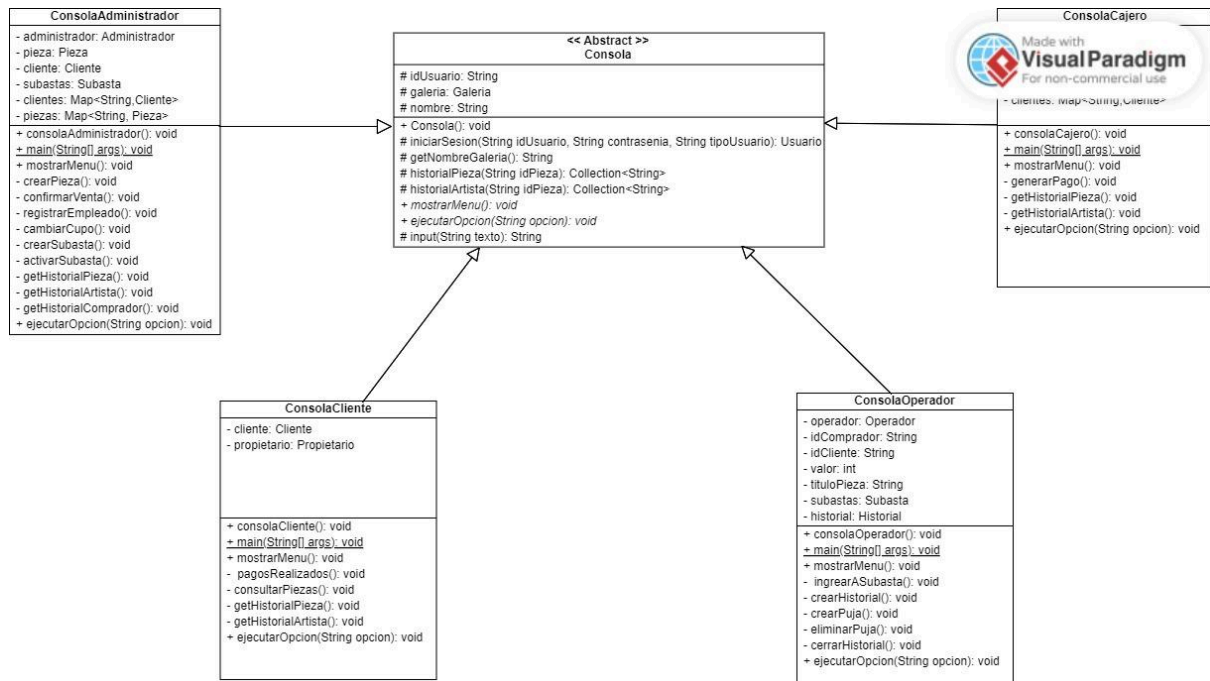 ConsolaAdministrador
- administrador: Administrador
- pieza: Pieza
- cliente: Cliente
- subastas: Subasta
- clientes: Map<String,Cliente>
- piezas: Map<String, Pieza>
+ consolaAdministrador(): void
+ main(String[] args): void
+ mostrarMenu(): void
- crearPieza(): void
- confirmarVenta(): void
- registrarEmpleado(): void
- cambiarCupo(): void
- crearSubasta(): void
- activarSubasta(): void
- getHistorialPieza(): void
- getHistorialArtista(): void
- getHistorialComprador(): void
+ ejecutarOpcion(String opcion): void
<< Abstract >>
Consola
# idUsuario: String
# galeria: Galeria
# nombre: String
+ Consola(): void
# iniciarSesion(String idUsuario, String contrasenia, String tipoUsuario): Usuario
# getNombreGaleria(): String
# historialPieza(String idPieza): Collection<String>
# historialArtista(String idPieza): Collection<String>
+ mostrarMenu(): void
+ ejecutarOpcion(String opcion): void
# input(String texto): String
ConsolaCajero
Made with
Visual Paradigm
For non-commercial use
- clientes: Map<String,Cliente>
+ consolaCajero(): void
+ main(String[] args): void
+ mostrarMenu(): void
- generarPago(): void
- getHistorialPieza(): void
- getHistorialArtista(): void
+ ejecutarOpcion(String opcion): void
ConsolaCliente
- cliente: Cliente
- propietario: Propietario
+ consolaCliente(): void
+ main(String[] args): void
+ mostrarMenu(): void
- pagosRealizados(): void
- consultarPiezas(): void
- getHistorialPieza(): void
- getHistorialArtista(): void
+ ejecutarOpcion(String opcion): void
ConsolaOperador
- operador: Operador
- idComprador: String
- idCliente: String
- valor: int
- tituloPieza: String
- subastas: Subasta
- historial: Historial
+ consolaOperador(): void
+ main(String[] args): void
+ mostrarMenu(): void
- ingrearASubasta(): void
- crearHistorial(): void
- crearPuja(): void
- eliminarPuja(): void
- cerrarHistorial(): void
+ ejecutarOpcion(String opcion): void